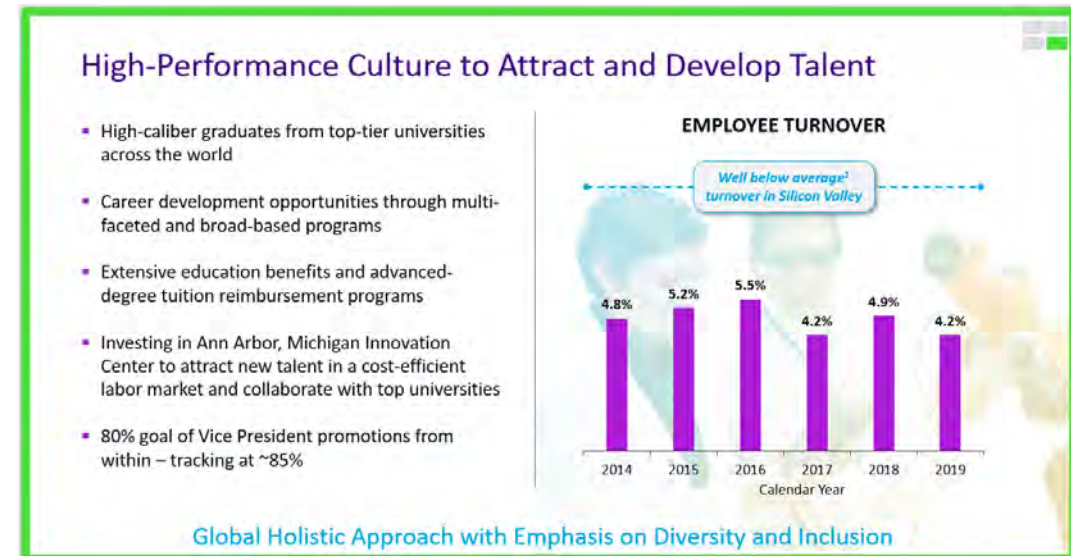 High-Performance Culture to Attract and Develop Talent
▪ High-caliber graduates from top-tier universities
across the world
▪ Career development opportunities through multi-
faceted and broad-based programs
▪ Extensive education benefits and advanced-
degree tuition reimbursement programs
▪ Investing in Ann Arbor, Michigan Innovation
Center to attract new talent in a cost-efficient
labor market and collaborate with top universities
▪ 80% goal of Vice President promotions from
within – tracking at ~85%
EMPLOYEE TURNOVER
Well below average¹
turnover in Silicon Valley
4.8%
5.2%
5.5%
4.2%
4.9%
4.2%
2014
2015
2016
2017
2018
2019
Calendar Year
Global Holistic Approach with Emphasis on Diversity and Inclusion